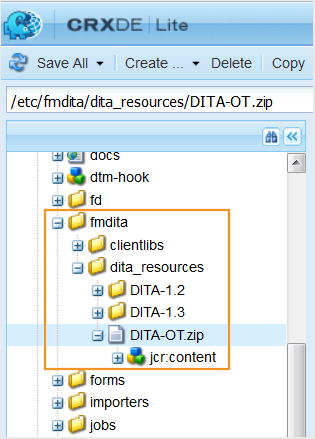 CRXDE | Lite
Save All Create ... Delete Copy
/etc/fmdita/dita_resources/DITA-OT.zip
docs
dtm-hook
fd
fmdita
clientlibs
dita_resources
DITA-1.2
DITA-1.3
DITA-OT.zip
jcr:content
forms
importers
jobs